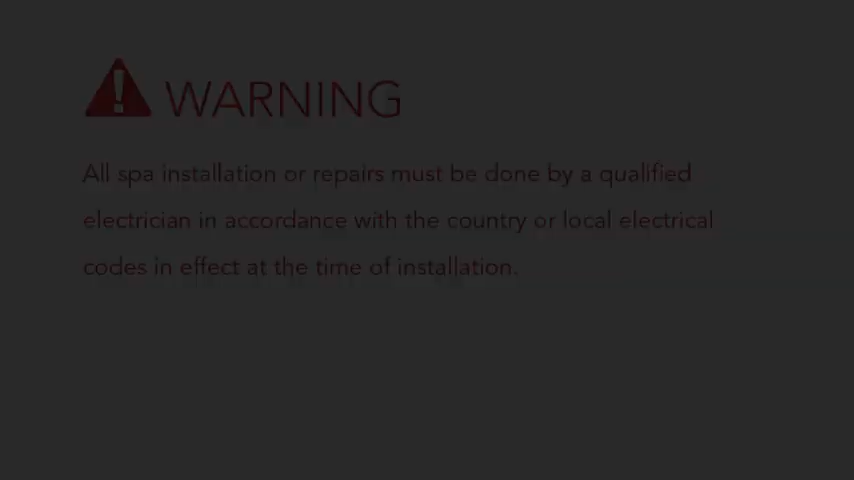 WARNING
All spa installation or repairs must be done by a qualified
electrician in accordance with the country or local electrical
codes in effect at the time of installation.